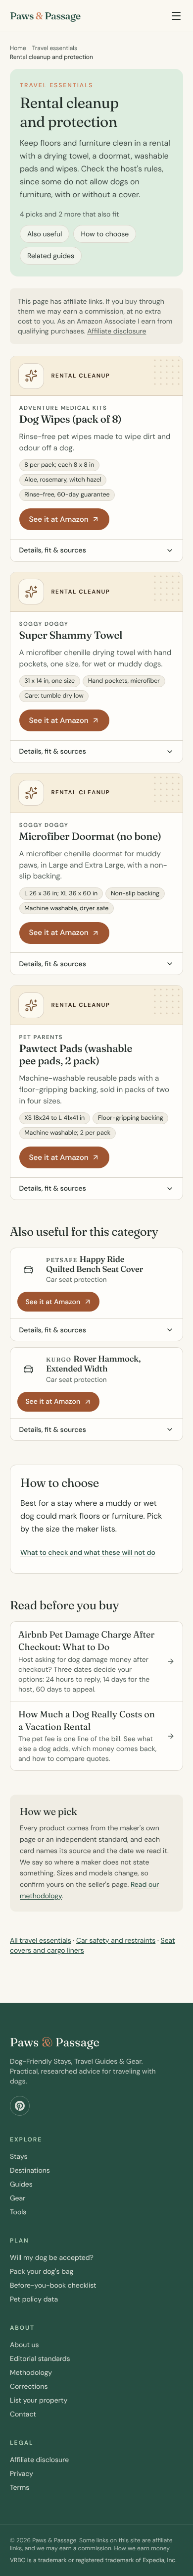 Paws & Passage
Home Travel essentials
Rental cleanup and protection
TRAVEL ESSENTIALS
Rental cleanup
and protection
Keep floors and furniture clean in a rental
with a drying towel, a doormat, washable
pads and wipes. Check the host's rules,
since some do not allow dogs on
furniture, with or without a cover.
4 picks and 2 more that also fit
Also useful
How to choose
Related guides
This page has affiliate links. If you buy through
them we may earn a commission, at no extra
cost to you. As an Amazon Associate I earn from
qualifying purchases. Affiliate disclosure
RENTAL CLEANUP
ADVENTURE MEDICAL KITS
Dog Wipes (pack of 8)
Rinse-free pet wipes made to wipe dirt and
odour off a dog.
8 per pack; each 8 x 8 in
Aloe, rosemary, witch hazel
Rinse-free, 60-day guarantee
See it at Amazon
Details, fit & sources
RENTAL CLEANUP
SOGGY DOGGY
Super Shammy Towel
A microfiber chenille drying towel with hand
pockets, one size, for wet or muddy dogs.
31 x 14 in, one size
Hand pockets, microfiber
Care: tumble dry low
See it at Amazon
Details, fit & sources
RENTAL CLEANUP
SOGGY DOGGY
Microfiber Doormat (no bone)
A microfiber chenille doormat for muddy
paws, in Large and Extra Large, with a non-
slip backing.
L 26 x 36 in; XL 36 x 60 in
Non-slip backing
Machine washable, dryer safe
See it at Amazon
Details, fit & sources
RENTAL CLEANUP
PET PARENTS
Pawtect Pads (washable
pee pads, 2 pack)
Machine-washable reusable pads with a
floor-gripping backing, sold in packs of two
in four sizes.
XS 18x24 to L 41x41 in
Floor-gripping backing
Machine washable; 2 per pack
See it at Amazon
Details, fit & sources
Also useful for this category
PETSAFE Happy Ride
Quilted Bench Seat Cover
Car seat protection
See it at Amazon
Details, fit & sources
KURGO Rover Hammock,
Extended Width
Car seat protection
See it at Amazon
Details, fit & sources
How to choose
Best for a stay where a muddy or wet
dog could mark floors or furniture. Pick
by the size the maker lists.
What to check and what these will not do
Read before you buy
Airbnb Pet Damage Charge After
Checkout: What to Do
Host asking for dog damage money after
checkout? Three dates decide your
options: 24 hours to reply, 14 days for the
host, 60 days to appeal.
How Much a Dog Really Costs on
a Vacation Rental
The pet fee is one line of the bill. See what
else a dog adds, which money comes back,
and how to compare quotes.
How we pick
Every product comes from the maker's own
page or an independent standards body, and each
claim has its source and the date we read it.
We say so where a maker does not state
something. Sizes and models change, so
confirm yours on the seller's page. Read our
methodology.
All travel essentials · Car safety and restraints · Seat
covers and cargo liners
Paws & Passage
Dog-Friendly Stays, Travel Guides & Gear.
Practical, researched advice for traveling with
dogs.
EXPLORE
Stays
Destinations
Guides
Gear
Tools
PLAN
Will my dog be accepted?
Pack your dog's bag
Before-you-book checklist
Pet policy data
ABOUT
About us
Editorial standards
Methodology
Corrections
List your property
Contact
LEGAL
Affiliate disclosure
Privacy
Terms
© 2026 Paws & Passage. Some links on this site are affiliate
links, and we may earn a commission. How we earn money.
VRBO is a trademark or registered trademark of Expedia, Inc.